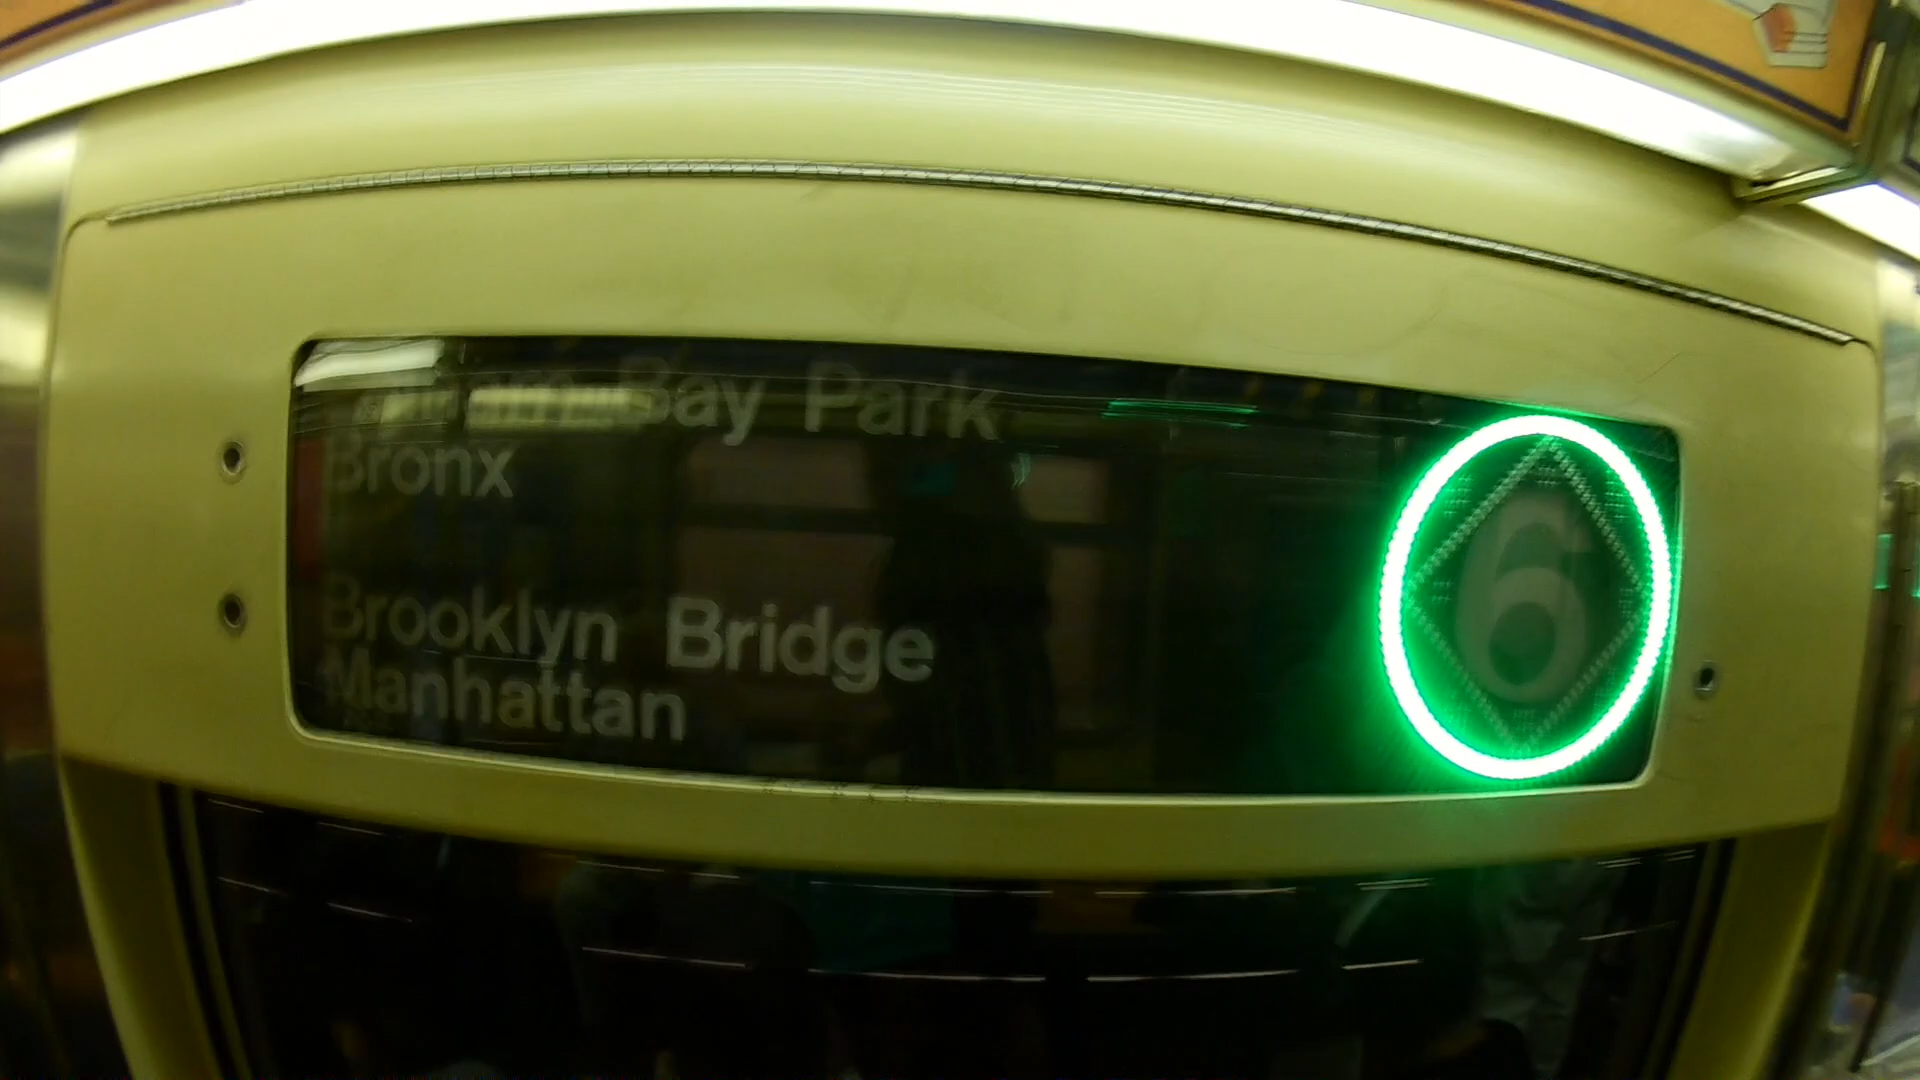 Bay Park
Bronx
Brooklyn Bridge
Manhattan
6